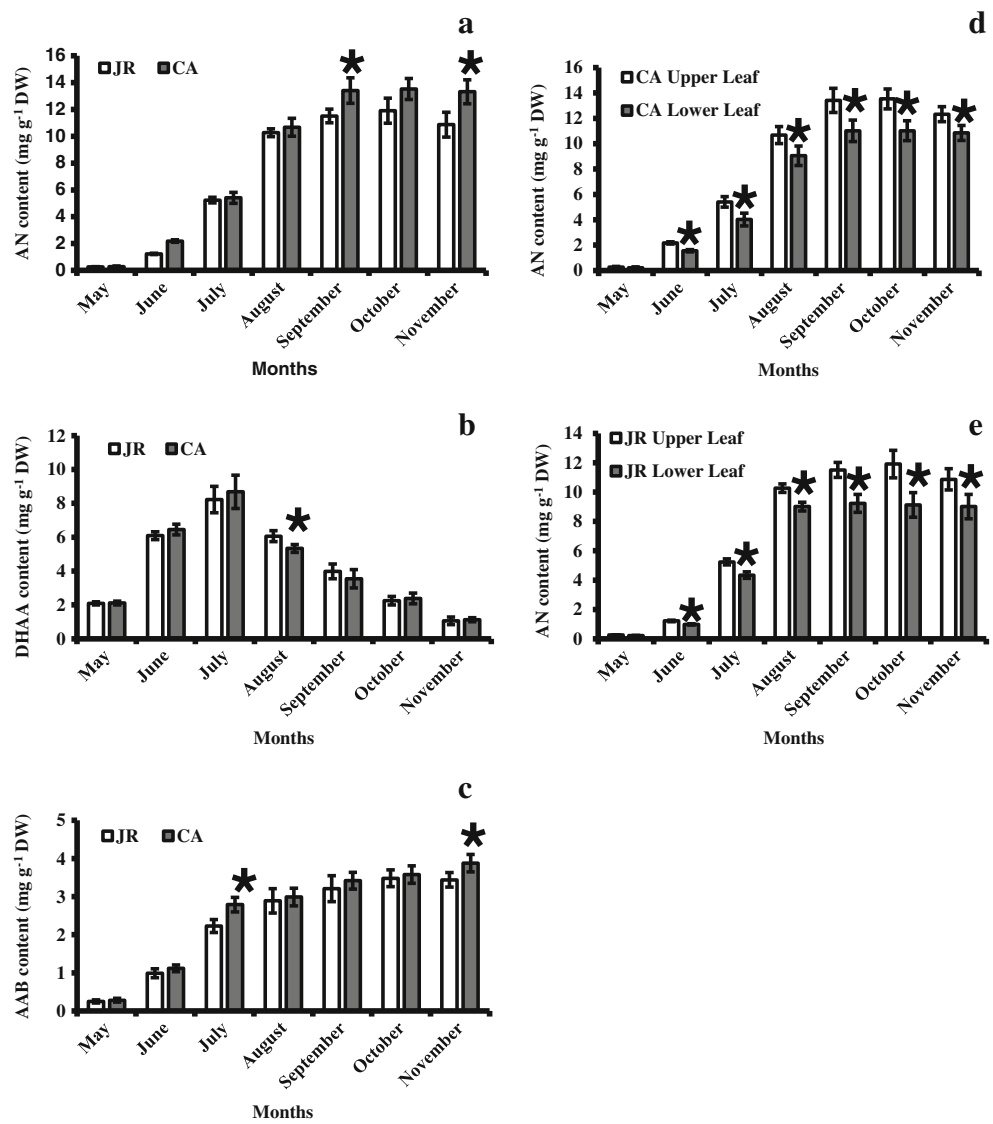 a
JR CA
AN content (mg g-1 DW)
16
14
12
10
8
6
4
2
0
May June July August September October November
Months
b
JR CA
DHAA content (mg g-1 DW)
12
10
8
6
4
2
0
May June July August September October November
Months
c
JR CA
AAB content (mg g-1 DW)
5
4
3
2
1
0
May June July August September October November
Months
d
CA Upper Leaf
CA Lower Leaf
AN content (mg g-1 DW)
16
14
12
10
8
6
4
2
0
May June July August September October November
Months
e
JR Upper Leaf
JR Lower Leaf
AN content (mg g-1 DW)
14
12
10
8
6
4
2
0
May June July August September October November
Months